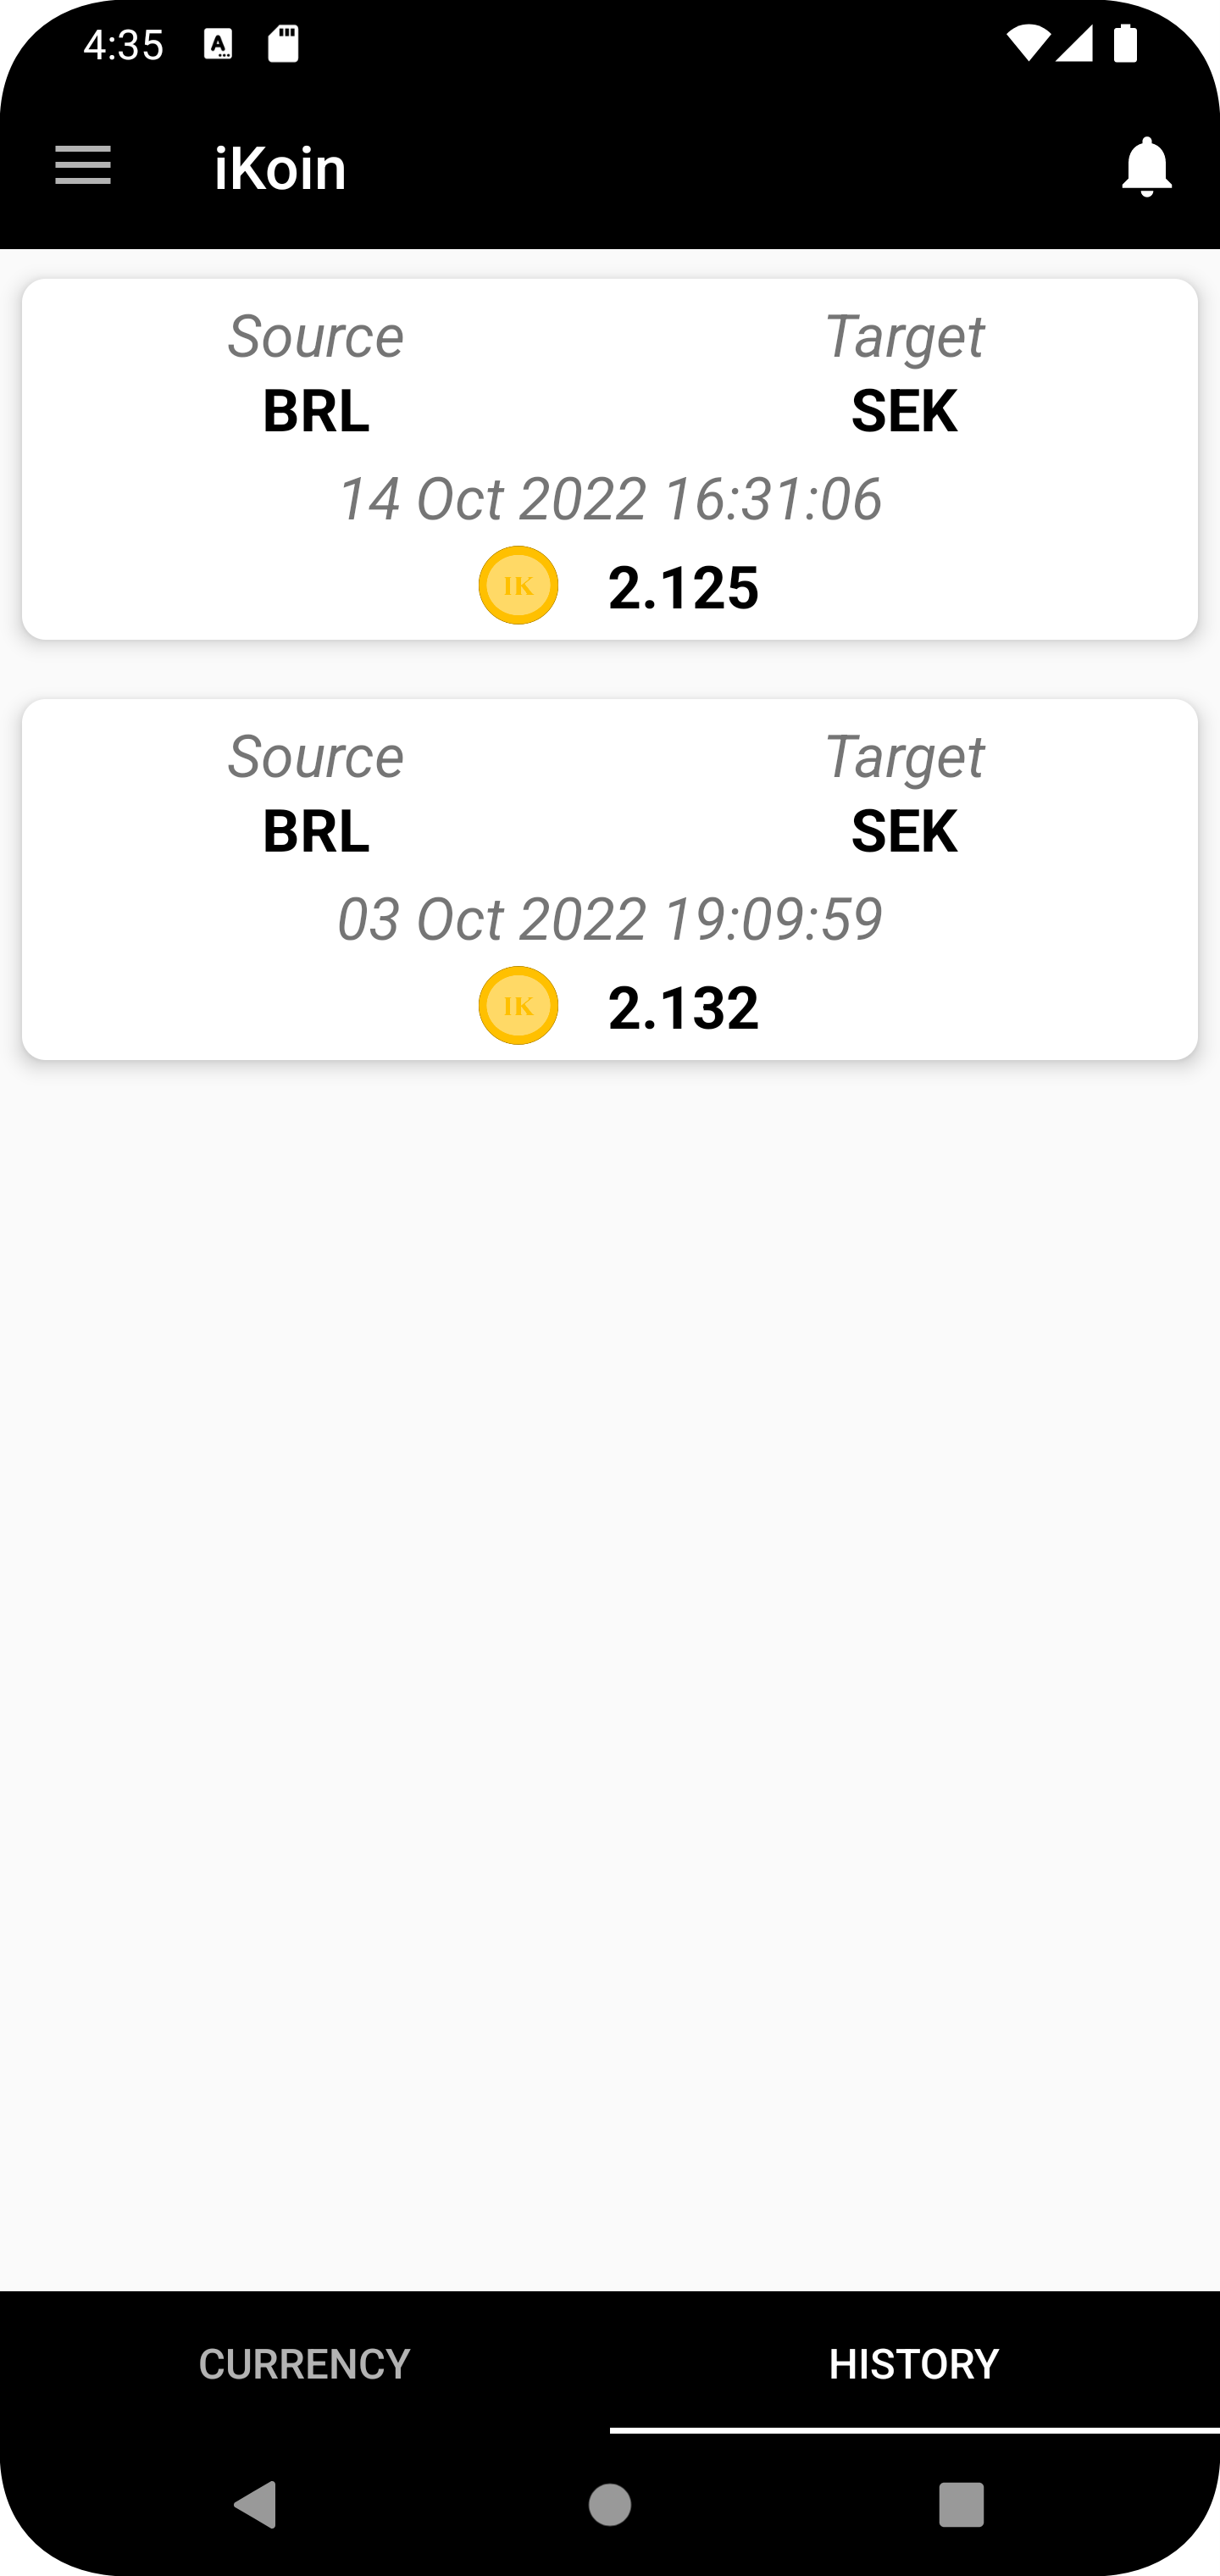 4:35
iKoin
Source Target
BRL SEK
14 Oct 2022 16:31:06
IK 2.125
Source Target
BRL SEK
03 Oct 2022 19:09:59
IK 2.132
CURRENCY HISTORY